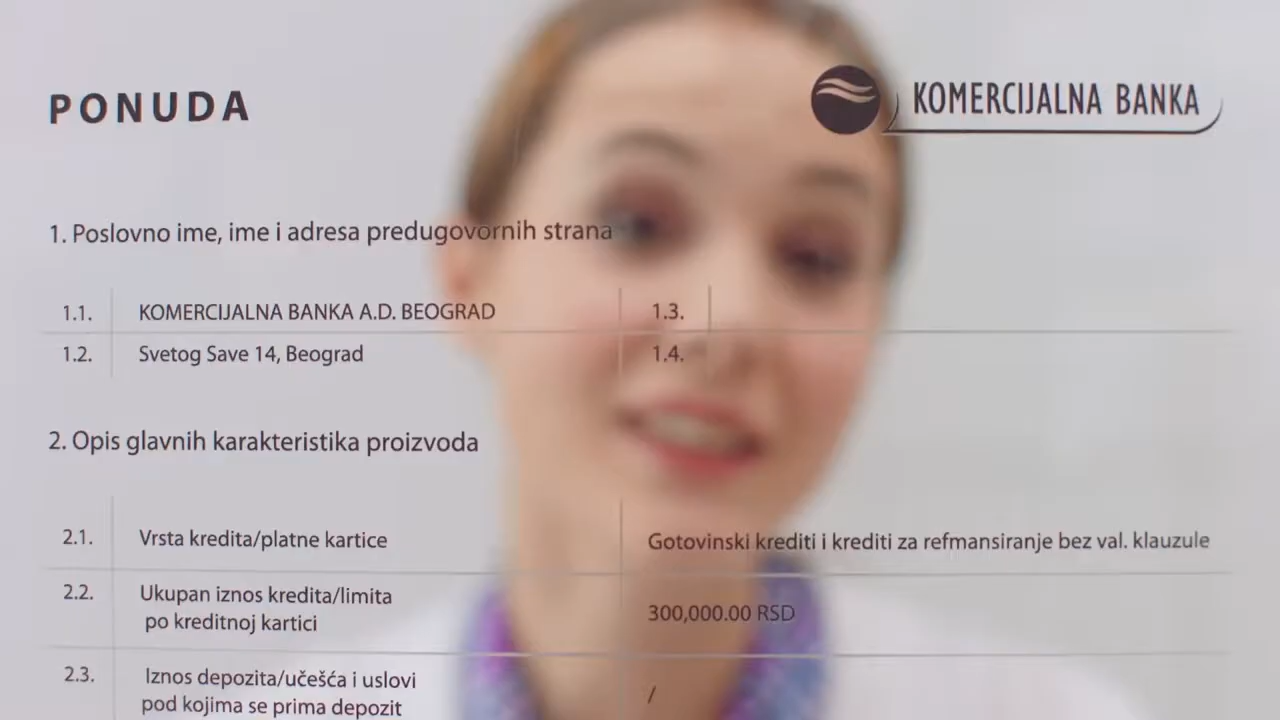 PONUDA
KOMERCIJALNA BANKA
1. Poslovno ime, ime i adresa predugovornih strana
1.1. KOMERCIJALNA BANKA A.D. BEOGRAD 1.3.
1.2. Svetog Save 14, Beograd 1.4.
2. Opis glavnih karakteristika proizvoda
2.1. Vrsta kredita/platne kartice Gotovinski krediti i krediti za refmansiranje bez val. klauzule
2.2. Ukupan iznos kredita/limita
po kreditnoj kartici
300,000.00 RSD
2.3. Iznos depozita/učešća i uslovi
pod kojima se prima depozit
/